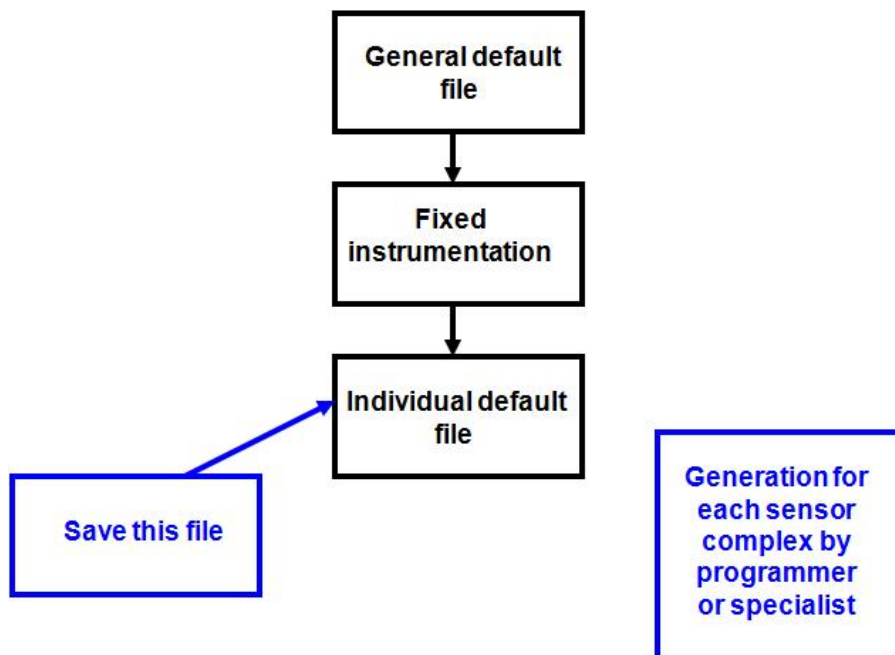 General default
file
Fixed
instrumentation
Individual default
file
Save this file
Generation for
each sensor
complex by
programmer
or specialist